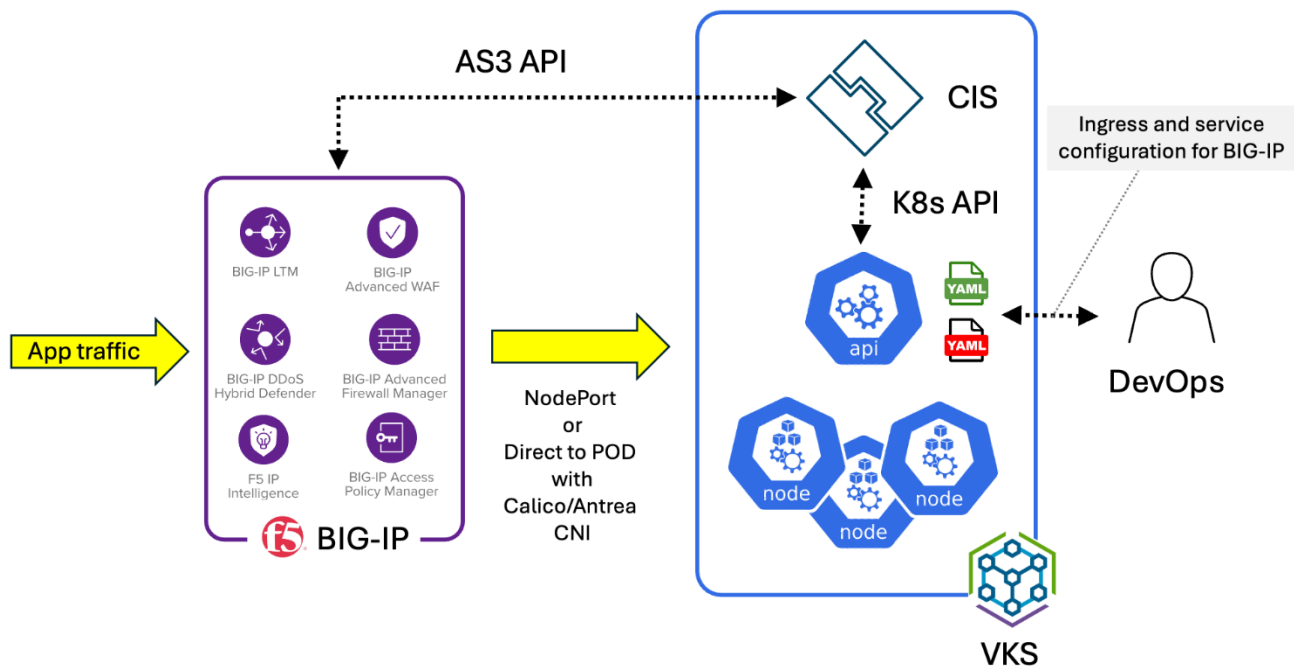 AS3 API
CIS
Ingress and service
configuration for BIG-IP
K8s API
BIG-IP LTM
BIG-IP
Advanced WAF
YAML
YAML
api
App traffic
BIG-IP DDoS
Hybrid Defender
BIG-IP Advanced
Firewall Manager
DevOps
NodePort
or
Direct to POD
with
Calico/Antrea
CNI
F5 IP
Intelligence
BIG-IP Access
Policy Manager
node
node
node
f5
BIG-IP
VKS